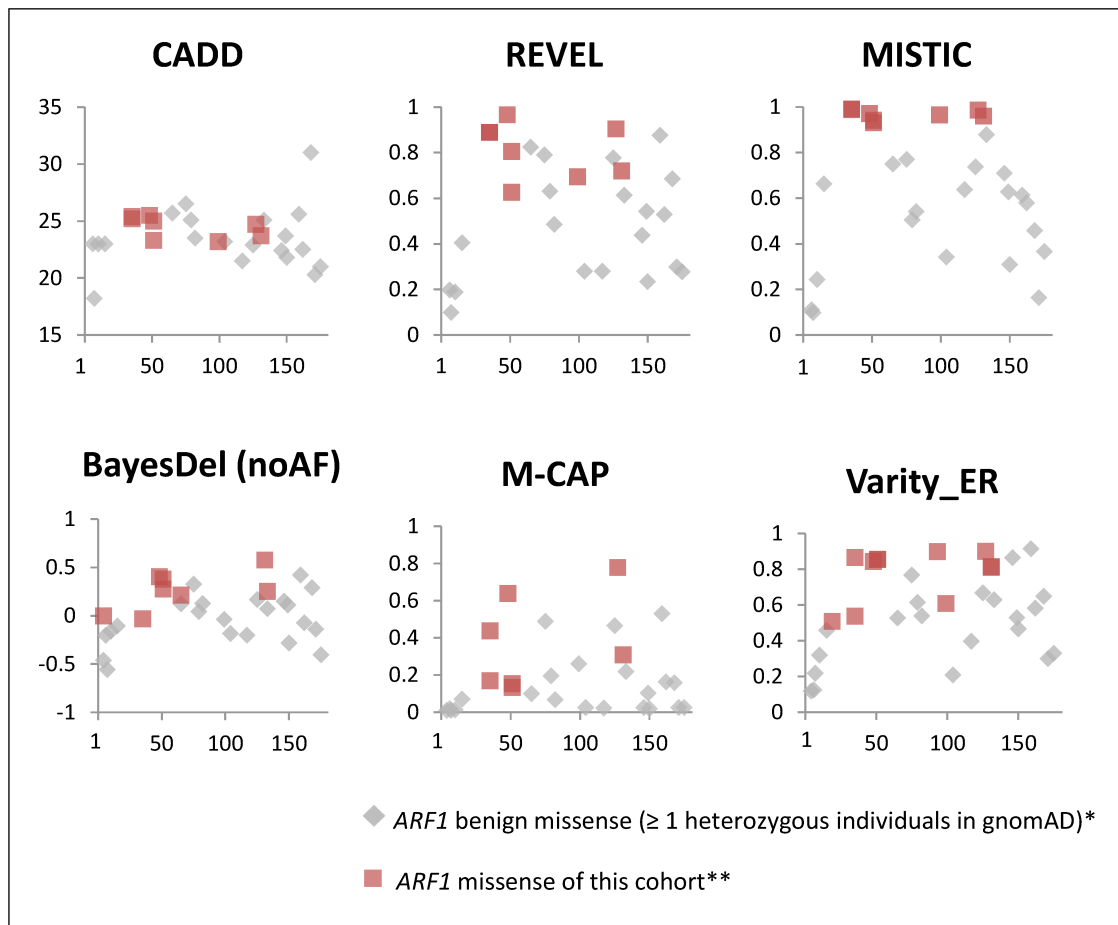 CADD REVEL MISTIC
35 1 1
30 0.8 0.8
25 0.6 0.6
20 0.4 0.4
15 0.2 0.2
0 0
1 50 100 150 1 50 100 150 1 50 100 150
BayesDel (noAF) M-CAP Varity_ER
1 1 1
0.5 0.8 0.8
0 0.6 0.6
-0.5 0.4 0.4
-1 0.2 0.2
0 0
1 50 100 150 1 50 100 150 1 50 100 150
ARF1 benign missense (≥ 1 heterozygous individuals in gnomAD)*
ARF1 missense of this cohort**